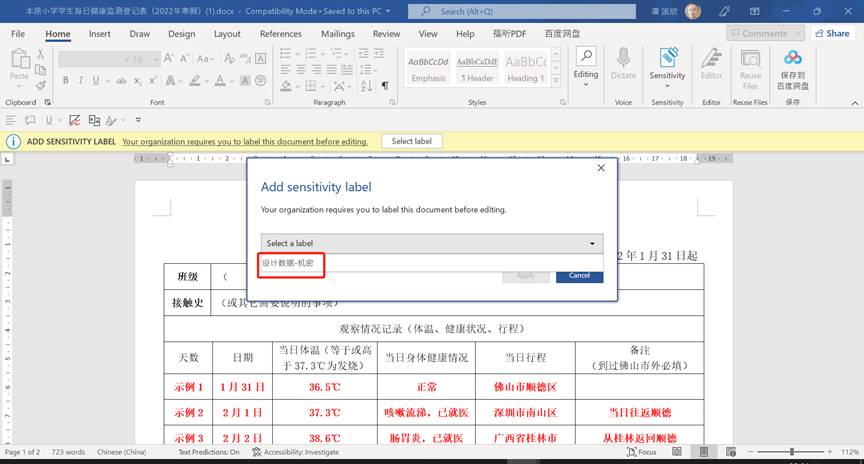 本原小学学生每日健康监测登记表（2022年寒假）(1).docx - Compatibility Mode • Saved to this PC
Search (Alt+Q)
File Home Insert Draw Design Layout References Mailings Review View Help 福昕PDF 百度网盘
Comments Share
Paste
AaBbCcDd. AaBbCcDdE AaBbCc
Emphasis ¶ Header Heading 1
Editing Dictate Sensitivity Editor Reuse Files 保存到百度网盘
Clipboard Font Paragraph Styles Voice Sensitivity Editor Reuse Files 保存
ADD SENSITIVITY LABEL Your organization requires you to label this document before editing. Select label
Add sensitivity label
Your organization requires you to label this document before editing.
Select a label
设计数据-机密
Apply Cancel
2年1月31日起
班级 （
接触史 （或其它需要说明的事项）
观察情况记录（体温、健康状况、行程）
天数 日期 当日体温（等于或高于37.3℃为发烧） 当日身体健康情况 当日行程 备注（到过佛山市外必填）
示例1 1月31日 36.5℃ 正常 佛山市顺德区
示例2 2月1日 37.3℃ 咳嗽流涕，已就医 深圳市南山区 当日往返顺德
示例3 2月2日 38.6℃ 肠胃炎，已就医 广西省桂林市 从桂林返回顺德
Page 1 of 2 723 words Chinese (China) Text Predictions: On Accessibility: Investigate Focus 112%